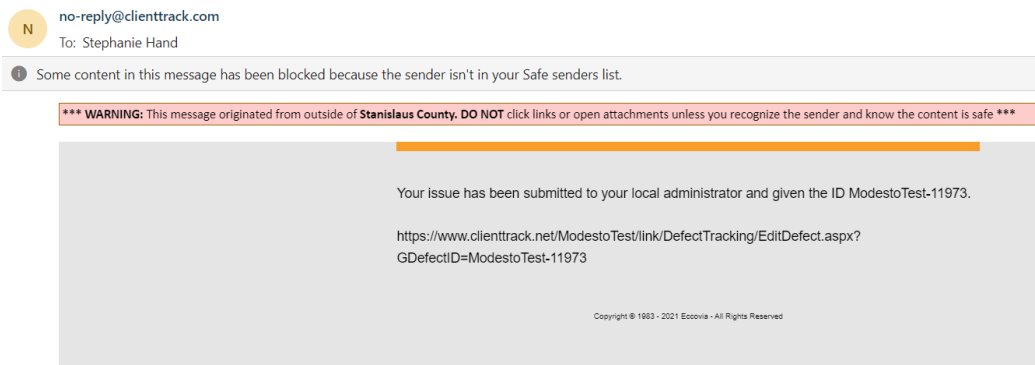 N
no-reply@clienttrack.com
To: Stephanie Hand
i Some content in this message has been blocked because the sender isn't in your Safe senders list.
*** WARNING: This message originated from outside of Stanislaus County. DO NOT click links or open attachments unless you recognize the sender and know the content is safe ***
Your issue has been submitted to your local administrator and given the ID ModestoTest-11973.
https://www.clienttrack.net/ModestoTest/link/DefectTracking/EditDefect.aspx?
GDefectID=ModestoTest-11973
Copyright © 1983 - 2021 Eccovia - All Rights Reserved